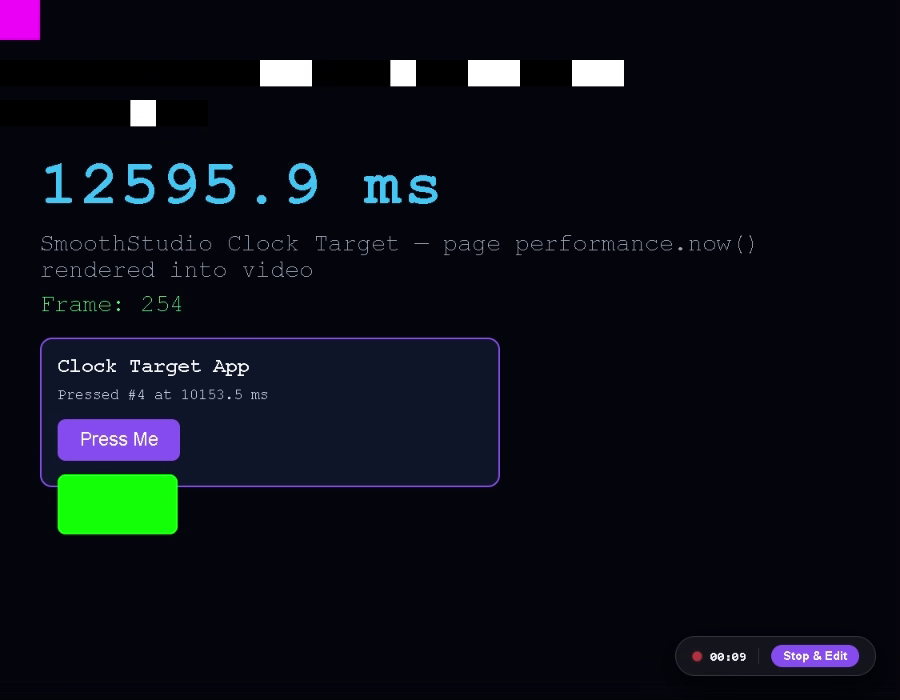 12595.9 ms
SmoothStudio Clock Target — page performance.now()
rendered into video
Frame: 254
Clock Target App
Pressed #4 at 10153.5 ms
Press Me
00:09
Stop & Edit